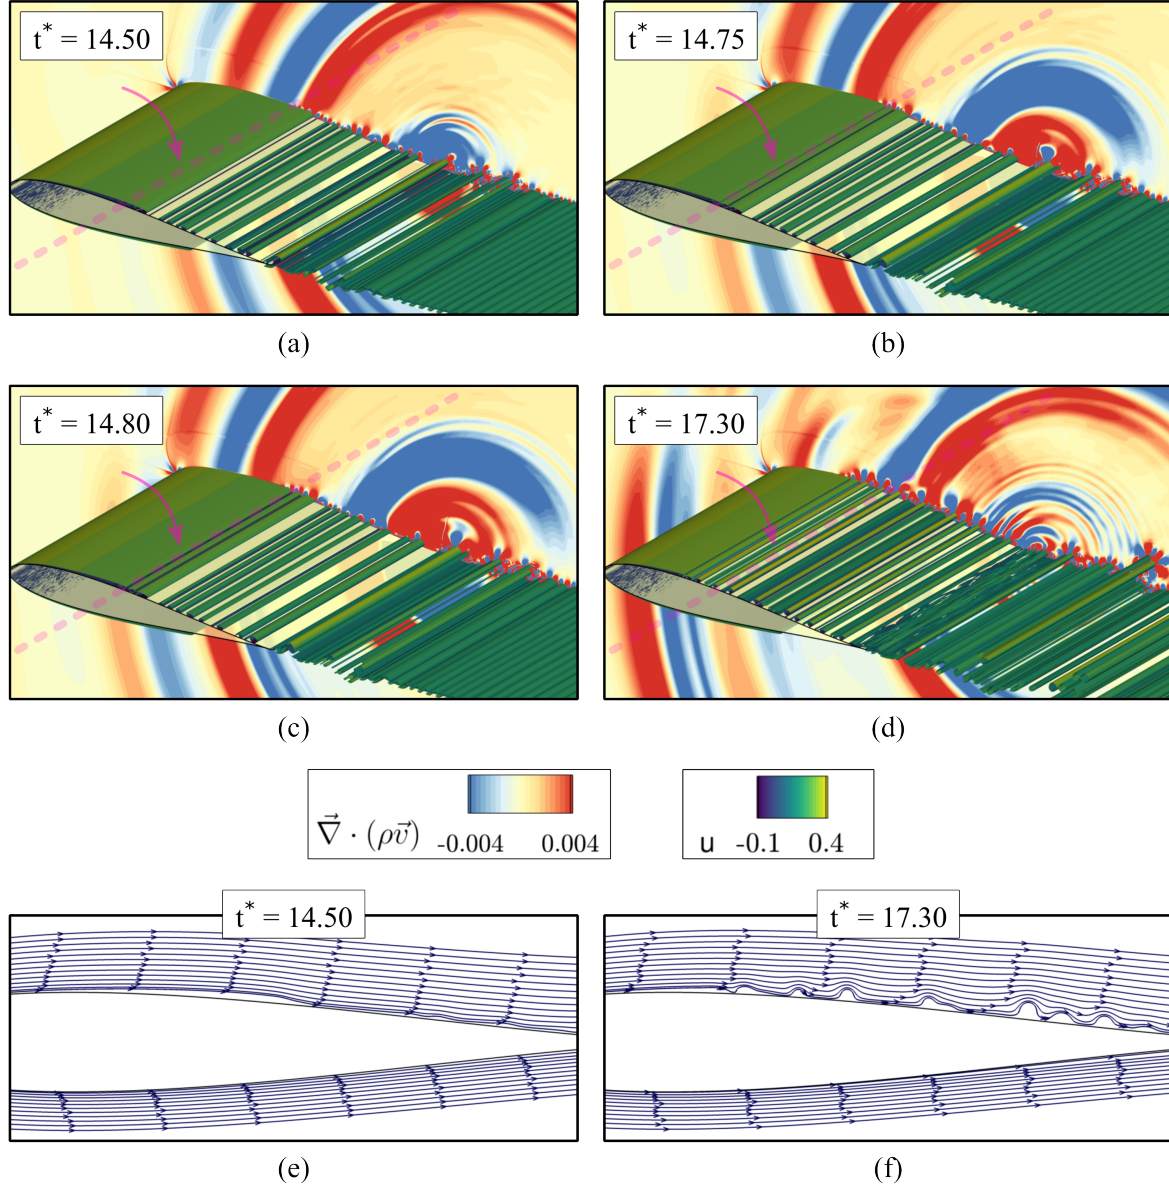 t* = 14.50
t* = 14.75
(a)
(b)
t* = 14.80
t* = 17.30
(c)
(d)
∇⃗ · (ρv⃗) -0.004 0.004
u -0.1 0.4
t* = 14.50
t* = 17.30
(e)
(f)